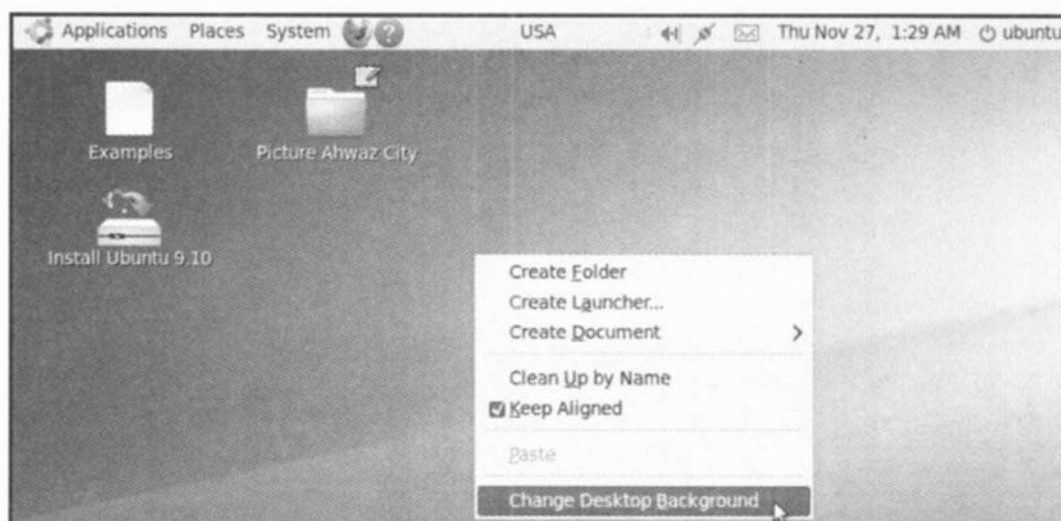 Applications Places System ? USA Thu Nov 27, 1:29 AM ubuntu
Examples
Picture Ahwaz City
Install Ubuntu 9.10
Create Folder
Create Launcher...
Create Document
Clean Up by Name
Keep Aligned
Paste
Change Desktop Background